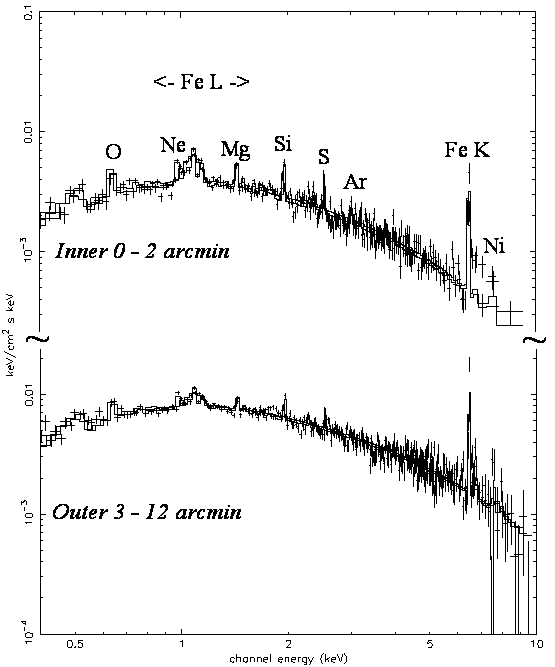 0.1
<- Fe L ->
0.01
O
Ne
Mg
Si
S
Ar
Fe K
Ni
10⁻³
Inner 0 - 2 arcmin
keV/cm² s keV
0.01
10⁻³
Outer 3 - 12 arcmin
10⁻⁴
0.5
1
2
5
10
channel energy (keV)